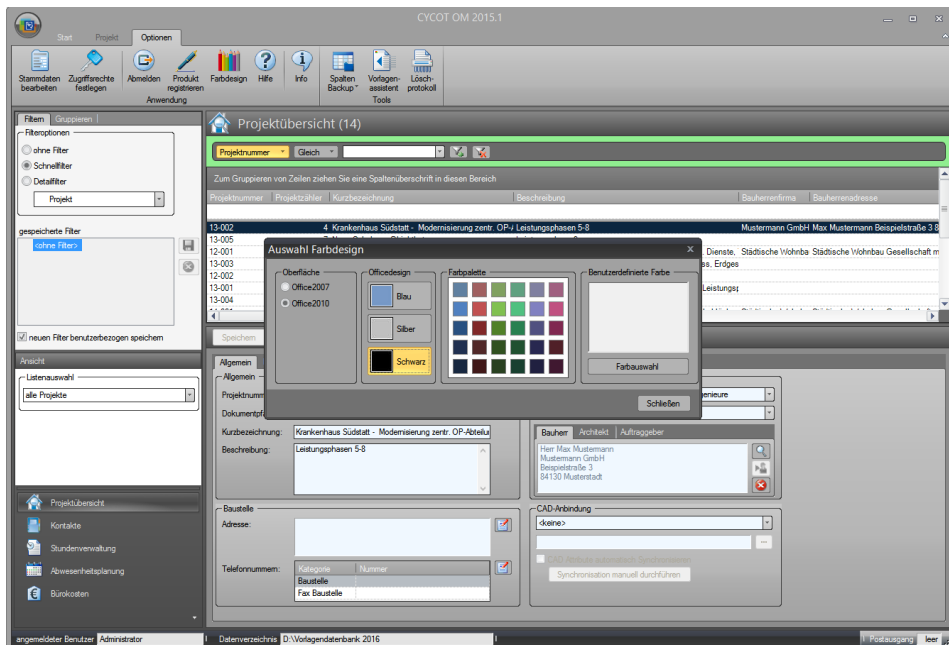 CYCOT OM 2015.1
Start Projekt Optionen
Stammdaten bearbeiten
Zugriffsrechte festlegen
Abmelden
Produkt registrieren
Farbdesign
Hilfe
Info
Spalten Backup
Vorlagen-assistent
Lösch-protokoll
Anwendung
Tools
Filtern Gruppieren
Filteroptionen
ohne Filter
Schnellfilter
Detailfilter
Projekt
gespeicherte Filter
<ohne Filter>
neuen Filter benutzerbezogen speichern
Ansicht
Listenauswahl
alle Projekte
Projektübersicht
Kontakte
Stundenverwaltung
Abwesenheitsplanung
Bürokosten
Projektübersicht (14)
Projektnummer Gleich
Zum Gruppieren von Zeilen ziehen Sie eine Spaltenüberschrift in diesen Bereich
Projektnummer Projektzähler Kurzbezeichnung Beschreibung Bauherrenfirma Bauherrenadresse
13-002 4 Krankenhaus Südstatt - Modernisierung zentr. OP-A Leistungsphasen 5-8 Mustermann GmbH Max Mustermann Beispielstraße 3 8
13-005
12-001 Dienste, Städtische Wohnba Städtische Wohnbau Gesellschaft m
13-003 ss, Erdges
12-002
13-001 Leistungs
13-004
Auswahl Farbdesign x
Oberfläche
Office2007
Office2010
Officedesign
Blau
Silber
Schwarz
Farbpalette
Benutzerdefinierte Farbe
Farbauswahl
Schließen
Speichern
Allgemein
Allgemein
Projektnumm
genieure
Dokumentpf
Kurzbezeichnung: Krankenhaus Südstatt - Modernisierung zentr. OP-Abteilu
Beschreibung: Leistungsphasen 5-8
Bauherr Architekt Auftraggeber
Herr Max Mustermann
Mustermann GmbH
Beispielstraße 3
84130 Musterstadt
Baustelle
Adresse:
Telefonnummern: Kategorie Nummer
Baustelle
Fax Baustelle
CAD-Anbindung
<keine>
...
CAD-Attribute automatisch Synchronisieren
Synchronisation manuell durchführen
angemeldeter Benutzer Administrator Datenverzeichnis D:\Vorlagendatenbank 2016 Postausgang leer